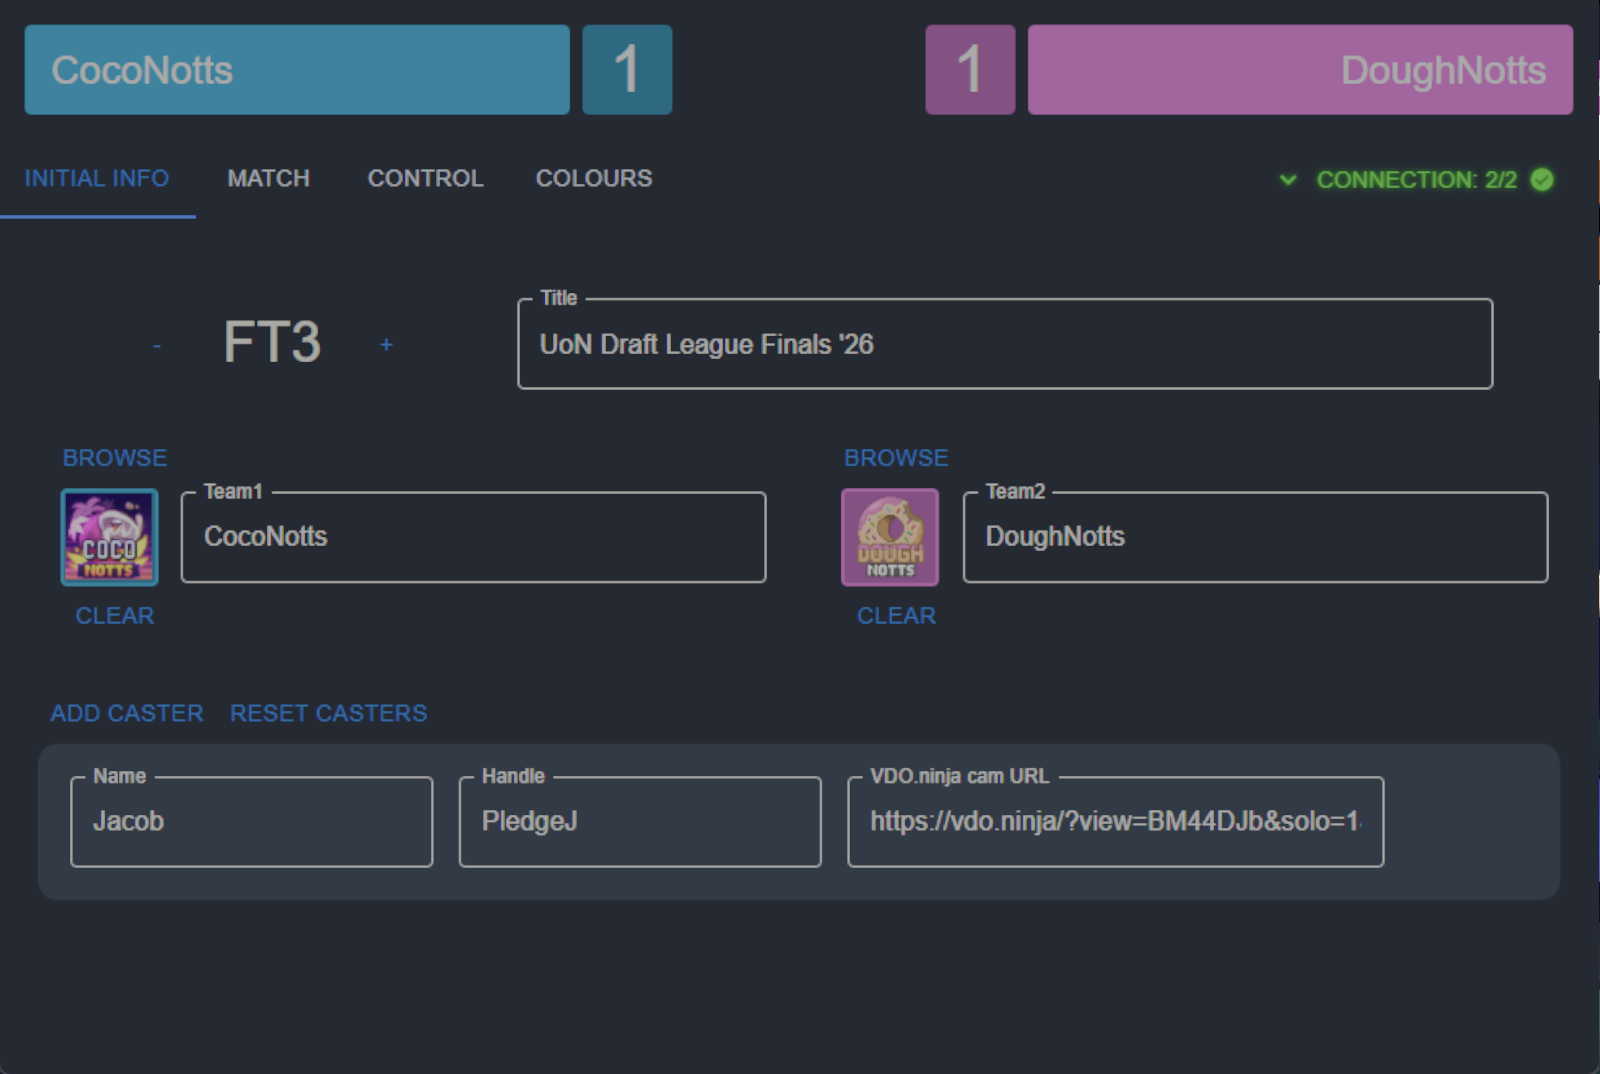 CocoNotts 1 1 DoughNotts
INITIAL INFO MATCH CONTROL COLOURS CONNECTION: 2/2
- FT3 +
Title
UoN Draft League Finals '26
BROWSE BROWSE
Team1 Team2
CocoNotts DoughNotts
COCO NOTTS DOUGH NOTTS
CLEAR CLEAR
ADD CASTER RESET CASTERS
Name Handle VDO.ninja cam URL
Jacob PledgeJ https://vdo.ninja/?view=BM44DJb&solo=1